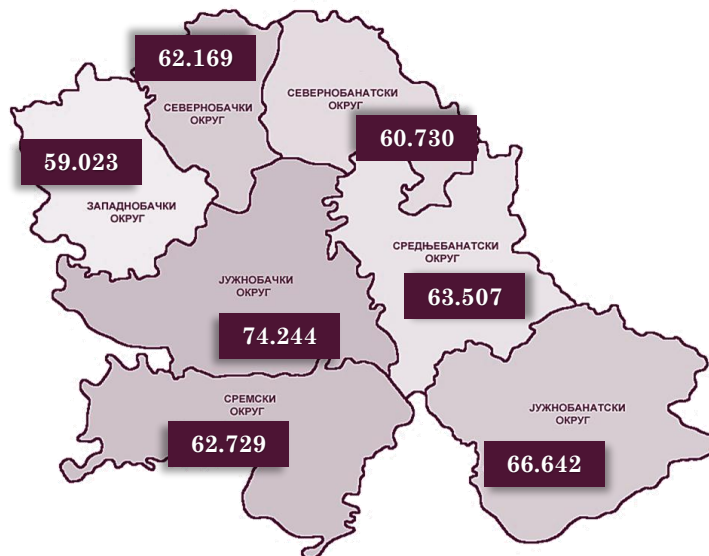 62.169
СЕВЕРНОБАЧКИ
ОКРУГ
СЕВЕРНОБАНАТСКИ
ОКРУГ
60.730
59.023
ЗАПАДНОБАЧКИ
ОКРУГ
СРЕДЊЕБАНАТСКИ
ОКРУГ
63.507
ЈУЖНОБАЧКИ
ОКРУГ
74.244
СРЕМСКИ
ОКРУГ
62.729
ЈУЖНОБАНАТСКИ
ОКРУГ
66.642